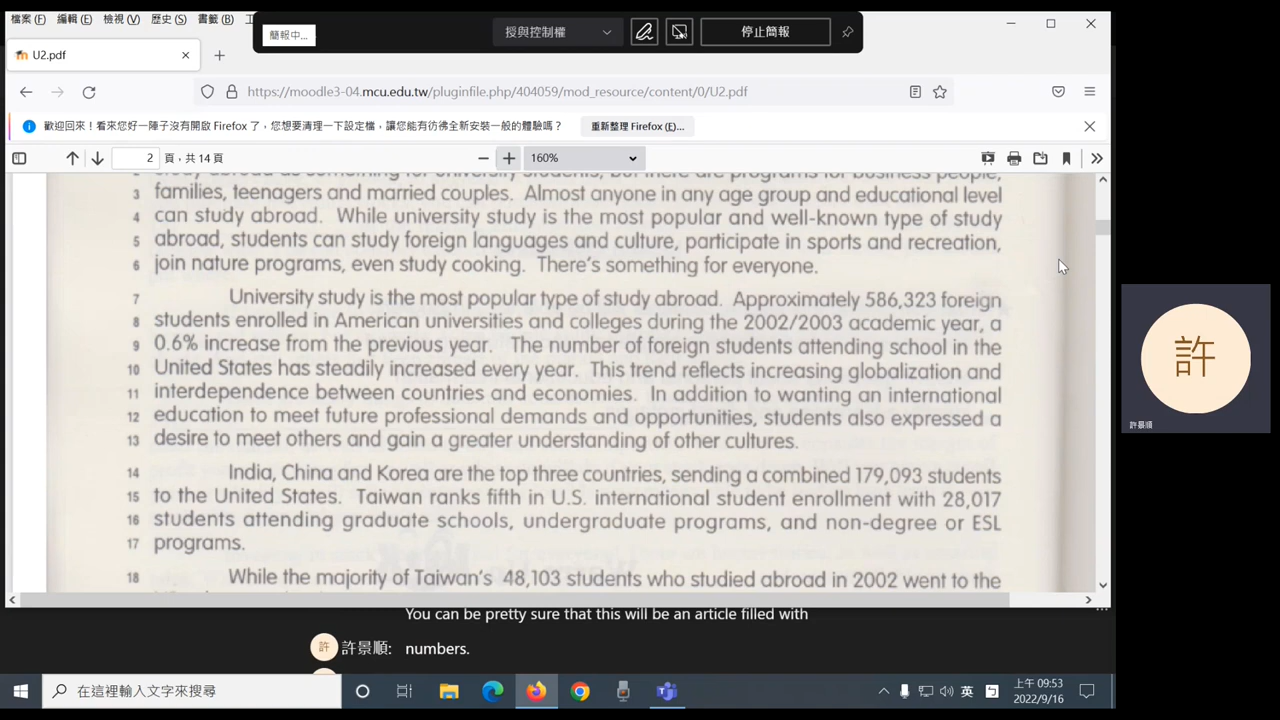 檔案 (F) 編輯 (E) 檢視 (V) 歷史 (S) 書籤 (B)
簡報中...
授與控制權
停止簡報
U2.pdf
https://moodle3-04.mcu.edu.tw/pluginfile.php/404059/mod_resource/content/0/U2.pdf
歡迎回來！看來您好一陣子沒有開啟 Firefox 了，您想要清理一下設定檔，讓您能有彷彿全新安裝一般的體驗嗎？ 重新整理 Firefox (E)...
2 頁，共 14 頁
160%
2 study abroad as something for university students, but there are programs for business people,
3 families, teenagers and married couples. Almost anyone in any age group and educational level
4 can study abroad. While university study is the most popular and well-known type of study
5 abroad, students can study foreign languages and culture, participate in sports and recreation,
6 join nature programs, even study cooking. There's something for everyone.
7 University study is the most popular type of study abroad. Approximately 586,323 foreign
8 students enrolled in American universities and colleges during the 2002/2003 academic year, a
9 0.6% increase from the previous year. The number of foreign students attending school in the
10 United States has steadily increased every year. This trend reflects increasing globalization and
11 interdependence between countries and economies. In addition to wanting an international
12 education to meet future professional demands and opportunities, students also expressed a
13 desire to meet others and gain a greater understanding of other cultures.
14 India, China and Korea are the top three countries, sending a combined 179,093 students
15 to the United States. Taiwan ranks fifth in U.S. international student enrollment with 28,017
16 students attending graduate schools, undergraduate programs, and non-degree or ESL
17 programs.
18 While the majority of Taiwan's 48,103 students who studied abroad in 2002 went to the
許
許景順
You can be pretty sure that this will be an article filled with
許 許景順: numbers.
在這裡輸入文字來搜尋
英
上午 09:53
2022/9/16